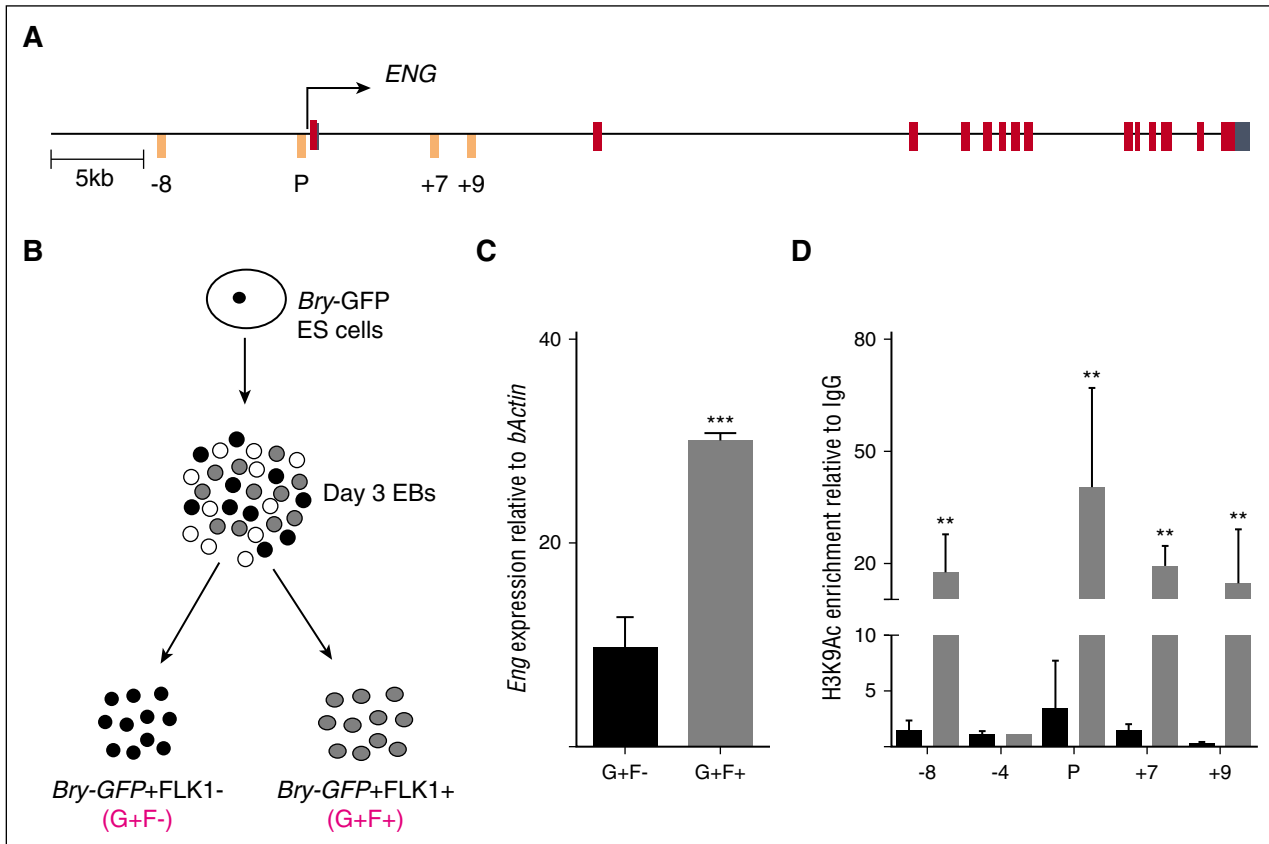 A
ENG
5kb
-8
P
+7
+9
B
Bry-GFP
ES cells
Day 3 EBs
Bry-GFP+FLK1-
(G+F-)
Bry-GFP+FLK1+
(G+F+)
C
Eng expression relative to bActin
40
20
***
G+F-
G+F+
D
H3K9Ac enrichment relative to IgG
80
50
20
10
5
**
**
**
**
-8
-4
P
+7
+9